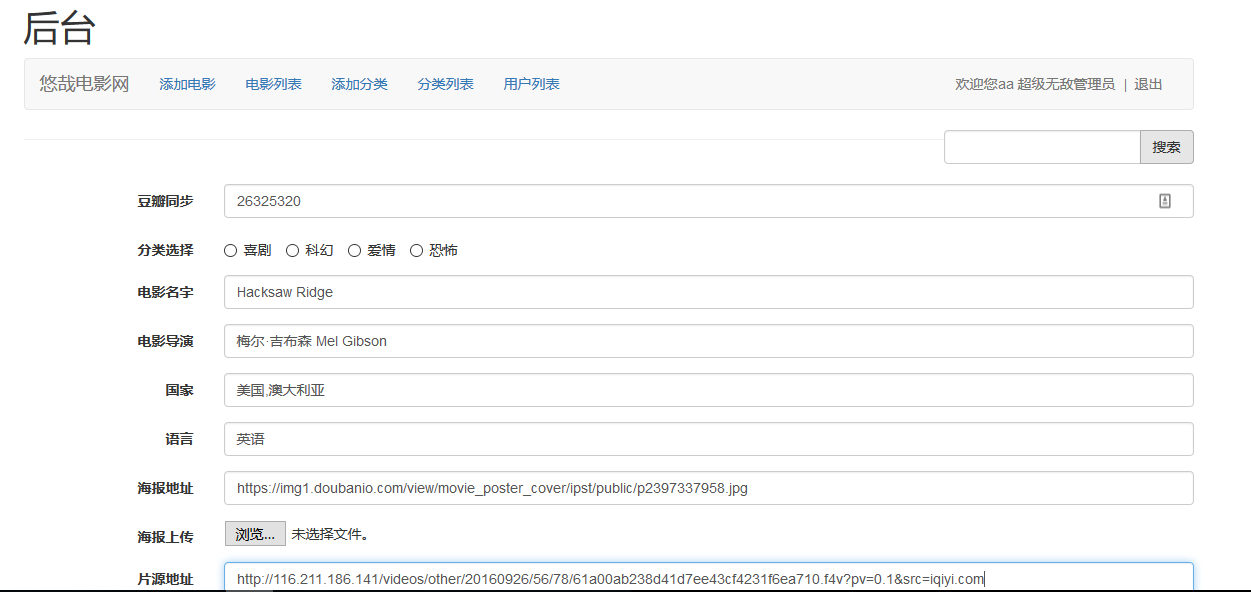 后台
悠哉电影网 添加电影 电影列表 添加分类 分类列表 用户列表 欢迎您aa 超级无敌管理员 | 退出
搜索
豆瓣同步 26325320
分类选择 喜剧 科幻 爱情 恐怖
电影名字 Hacksaw Ridge
电影导演 梅尔·吉布森 Mel Gibson
国家 美国,澳大利亚
语言 英语
海报地址 https://img1.doubanio.com/view/movie_poster_cover/ipst/public/p2397337958.jpg
海报上传 浏览... 未选择文件。
片源地址 http://116.211.186.141/videos/other/20160926/56/78/61a00ab238d41d7ee43cf4231f6ea710.f4v?pv=0.1&src=iqiyi.com